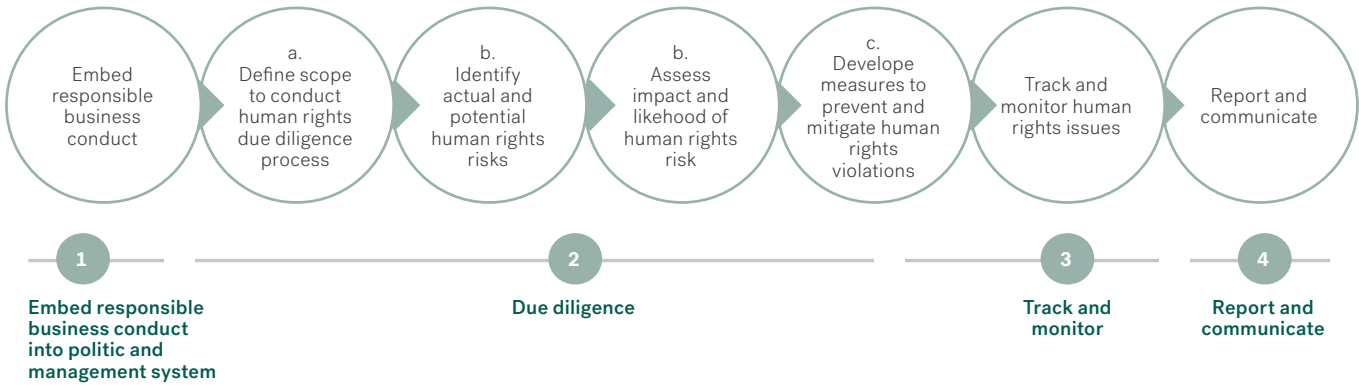 Embed
responsible
business
conduct
a.
Define scope
to conduct
human rights
due diligence
process
b.
Identify
actual and
potential
human rights
risks
b.
Assess
impact and
likehood of
human rights
risk
c.
Develope
measures to
prevent and
mitigate human
rights
violations
Track and
monitor human
rights issues
Report and
communicate
1
Embed responsible
business conduct
into politic and
management system
2
Due diligence
3
Track and
monitor
4
Report and
communicate